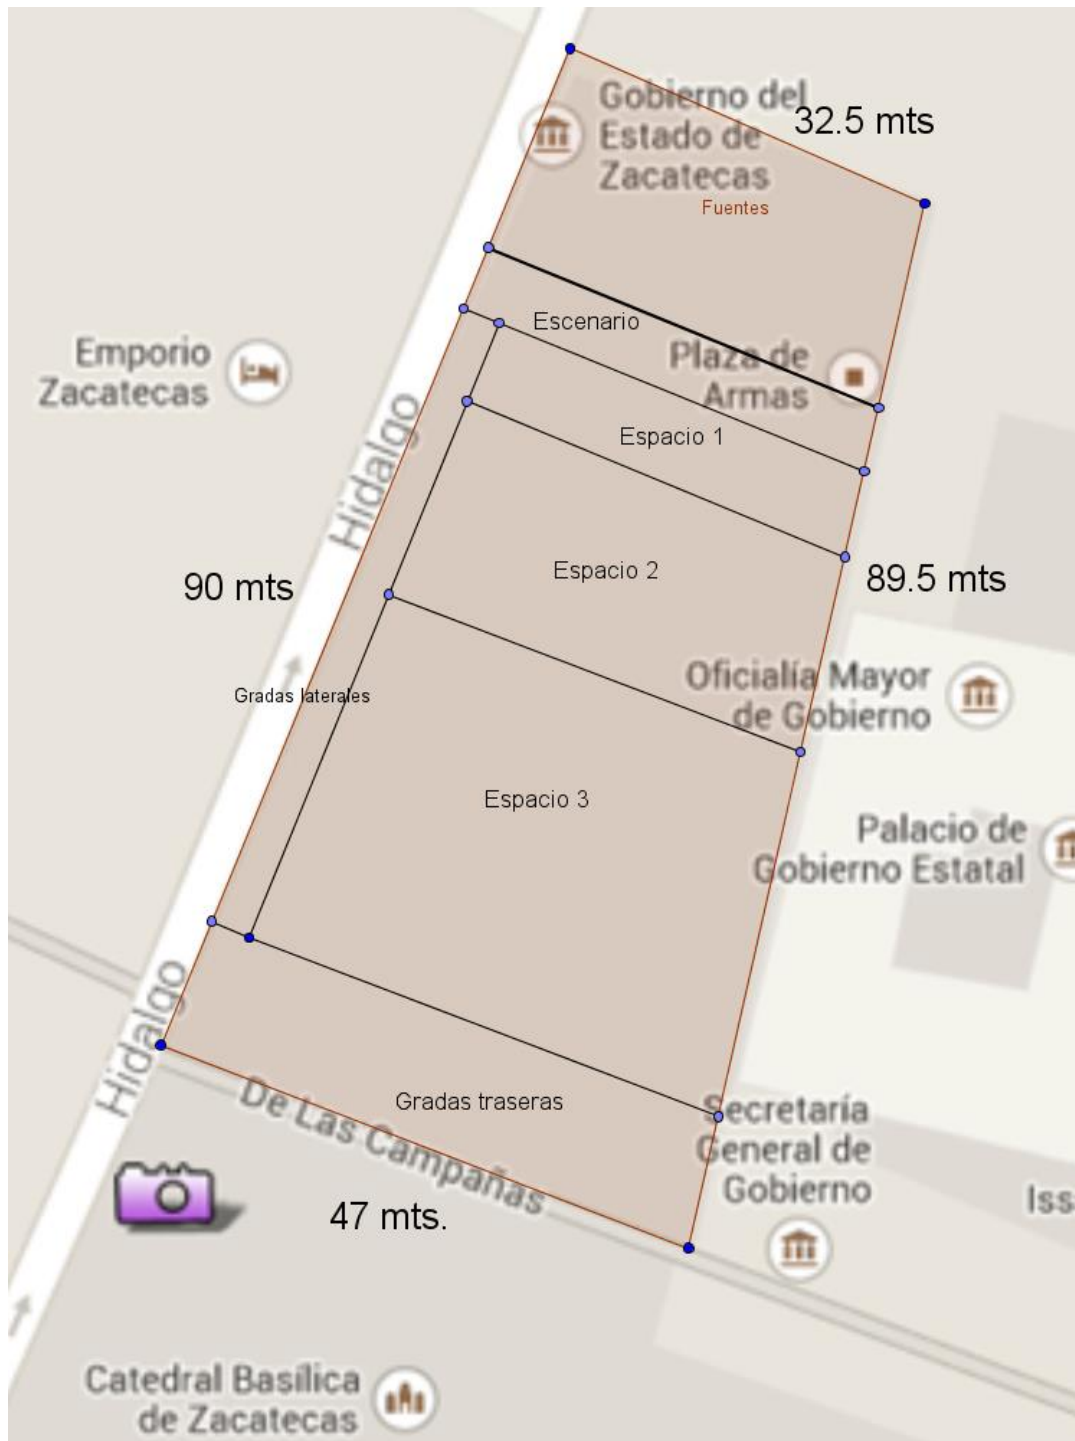 Gobierno del
Estado de
Zacatecas
32.5 mts
Fuentes
Escenario
Emporio
Zacatecas
Plaza de
Armas
Hidalgo
Espacio 1
Espacio 2
90 mts
89.5 mts
Gradas laterales
Oficialía Mayor
de Gobierno
Espacio 3
Palacio de
Gobierno Estatal
Hidalgo
De Las Campañas
Gradas traseras
Secretaría
General de
Gobierno
Iss
47 mts.
Catedral Basílica
de Zacatecas